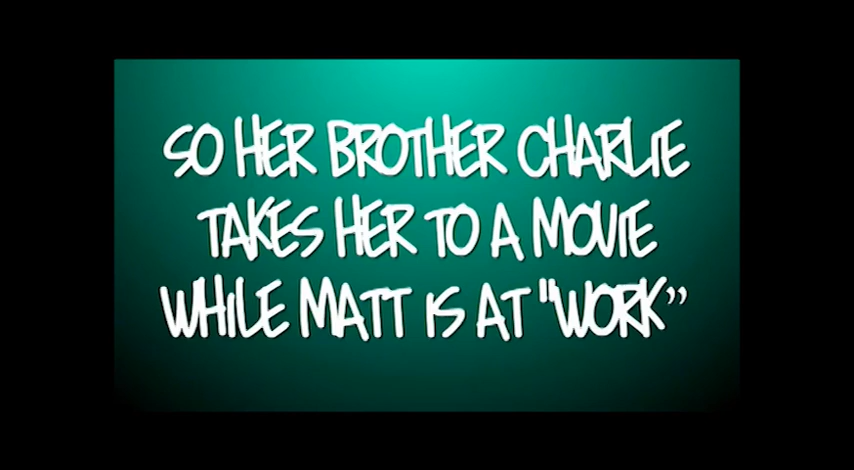 SO HER BROTHER CHARLIE
TAKES HER TO A MOVIE
WHILE MATT IS AT "WORK”